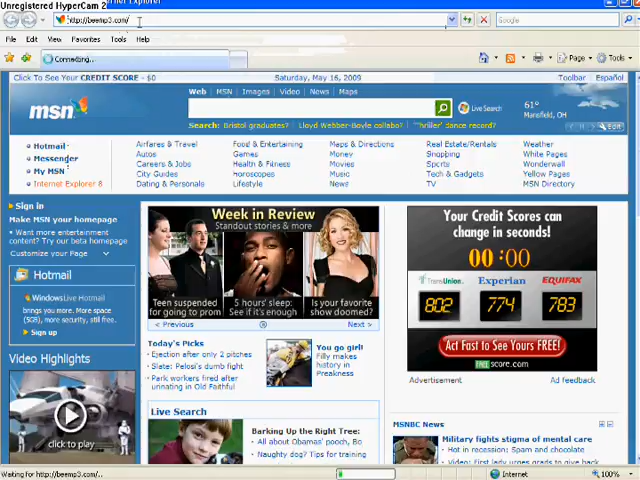 Unregistered HyperCam 2
http://beemp3.com/
Google
File Edit View Favorites Tools Help
Connecting...
Page Tools
Click To See Your CREDIT SCORE - $0
Saturday, May 16, 2009
Toolbar Español
Web MSN Images Video News Maps
msn
Live Search
61°
Mansfield, OH
Search: Bristol graduates? Lloyd Webber-Boyle collabo? 'Thriller' dance record?
Edit
Hotmail
Messenger
My MSN
Internet Explorer 8
Airfares & Travel
Autos
Careers & Jobs
City Guides
Dating & Personals
Food & Entertaining
Games
Health & Fitness
Horoscopes
Lifestyle
Maps & Directions
Money
Movies
Music
News
Real Estate/Rentals
Shopping
Sports
Tech & Gadgets
TV
Weather
White Pages
Wonderwall
Yellow Pages
MSN Directory
Sign in
Make MSN your homepage
Want more entertainment
content? Try our beta homepage
Customize your Page
Hotmail
Windows Live Hotmail
brings you more. More space
(5GB), more security, still free.
Sign up
Video Highlights
click to play
Week in Review
Standout stories & more
Teen suspended
for going to prom
5 hours' sleep:
See if it's enough
Is your favorite
show doomed?
< Previous
Next >
Today's Picks
Ejection after only 2 pitches
Slate: Pelosi's dumb fight
Park workers fired after
urinating in Old Faithful
You go girl!
Filly makes
history in
Preakness
Live Search
Barking Up the Right Tree:
All about Obamas' pooch, Bo
Naughty dog? Tips for training
Your Credit Scores can
change in seconds!
00:00
TransUnion
Experian
EQUIFAX
802
774
783
Act Fast to See Yours FREE!
FREEscore.com
Advertisement
Ad feedback
MSNBC News
Military fights stigma of mental care
Hot in recession: Spam and chocolate
Video: First lady urges grads to give back
Waiting for http://beemp3.com/...
Internet
100%